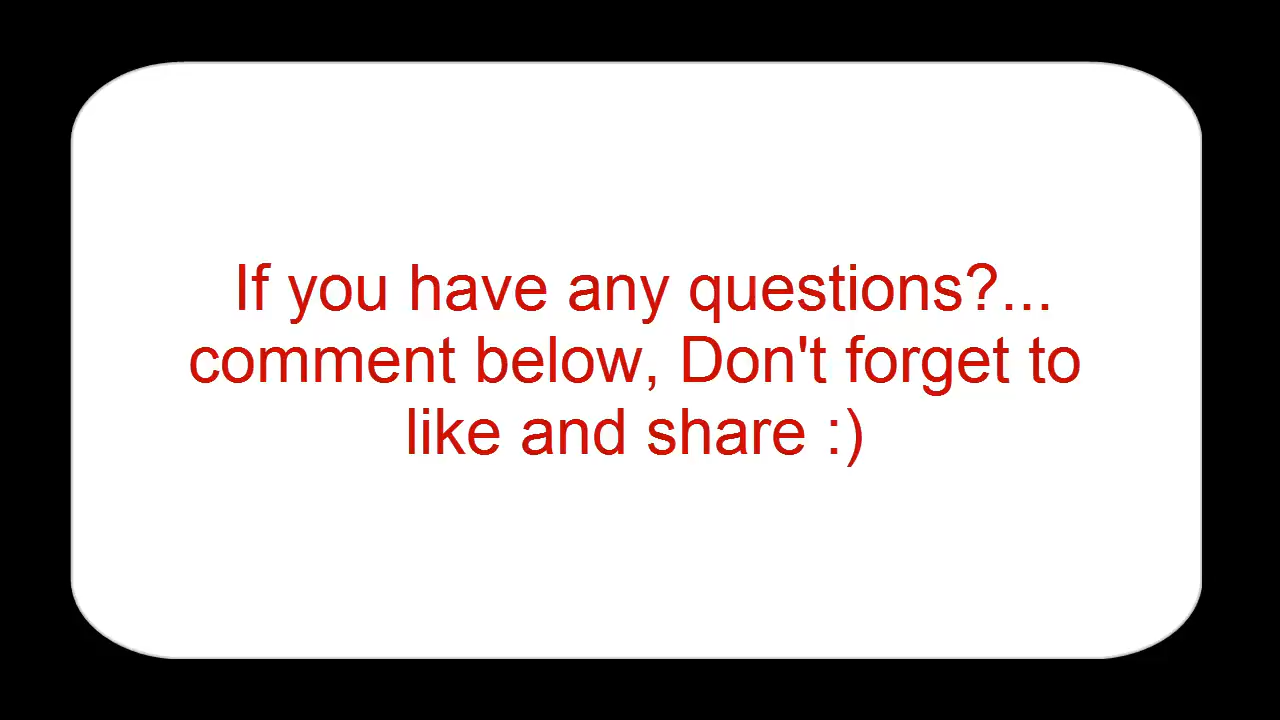 If you have any questions?...
comment below, Don't forget to
like and share :)